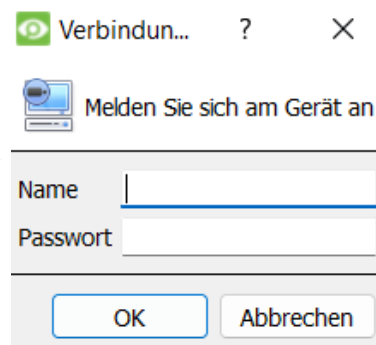 Verbindun... ?
Melden Sie sich am Gerät an
Name
Passwort
OK Abbrechen